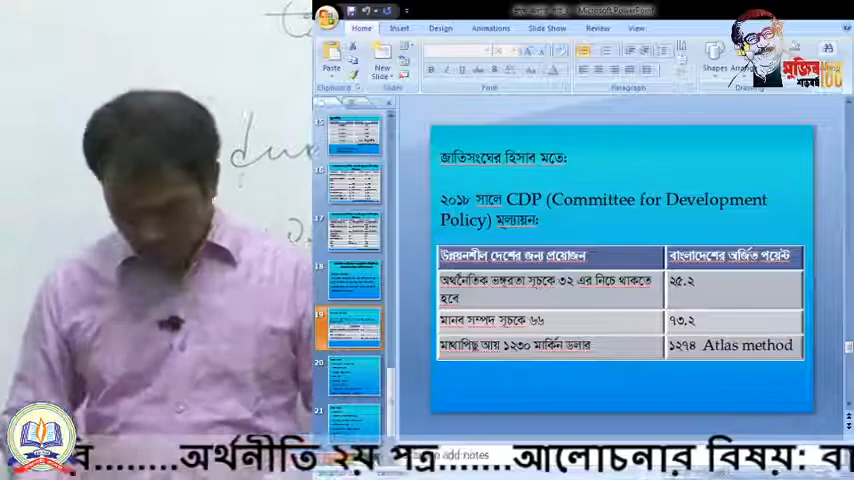 Microsoft PowerPoint
Home Insert Design Animations Slide Show Review View
Paste
New
Slide
Shapes Arrange
Clipboard
Font
Paragraph
Drawing
মুজিব
শতবর্ষ
100
15
16
17
18
19
20
21
জাতিসংঘের হিসাব মতে:
২০১৮ সালে CDP (Committee for Development
Policy) মূল্যায়ন:
উন্নয়নশীল দেশের জন্য প্রয়োজন বাংলাদেশের অর্জিত পয়েন্ট
অর্থনৈতিক ভঙ্গুরতা সূচকে ৩২ এর নিচে থাকতে ২৫.২
হবে
মানব সম্পদ সূচকে ৬৬ ৭৩.২
মাথাপিছু আয় ১২৩০ মার্কিন ডলার ১২৭৪ Atlas method
add notes
র........অর্থনীতি ২য় পত্র.......আলোচনার বিষয়: বা